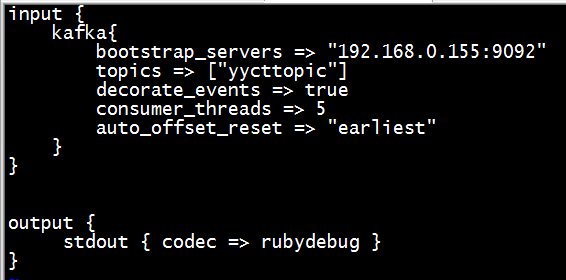 input {
    kafka{
        bootstrap_servers => "192.168.0.155:9092"
        topics => ["yycttopic"]
        decorate_events => true
        consumer_threads => 5
        auto_offset_reset => "earliest"
    }
}
output {
     stdout { codec => rubydebug }
}